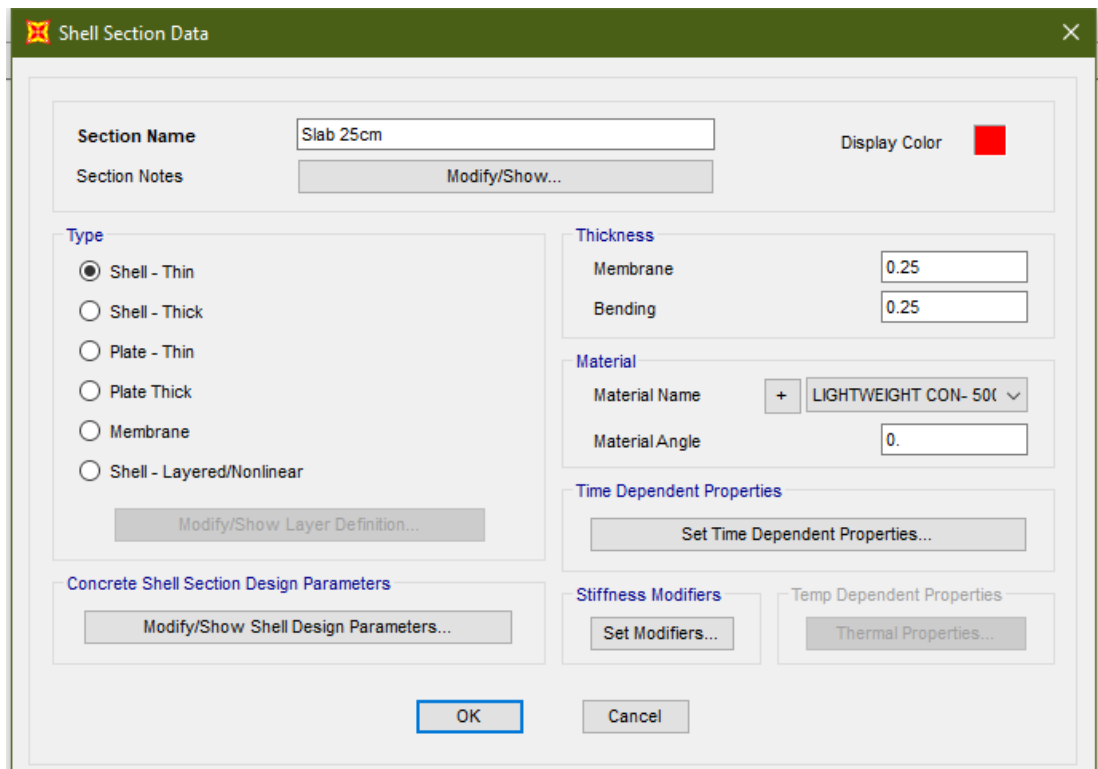 Shell Section Data
Section Name Slab 25cm Display Color
Section Notes Modify/Show...
Type
Shell - Thin
Shell - Thick
Plate - Thin
Plate Thick
Membrane
Shell - Layered/Nonlinear
Modify/Show Layer Definition...
Concrete Shell Section Design Parameters
Modify/Show Shell Design Parameters...
Thickness
Membrane 0.25
Bending 0.25
Material
Material Name + LIGHTWEIGHT CON- 500
Material Angle 0.
Time Dependent Properties
Set Time Dependent Properties...
Stiffness Modifiers
Set Modifiers...
Temp Dependent Properties
Thermal Properties...
OK Cancel